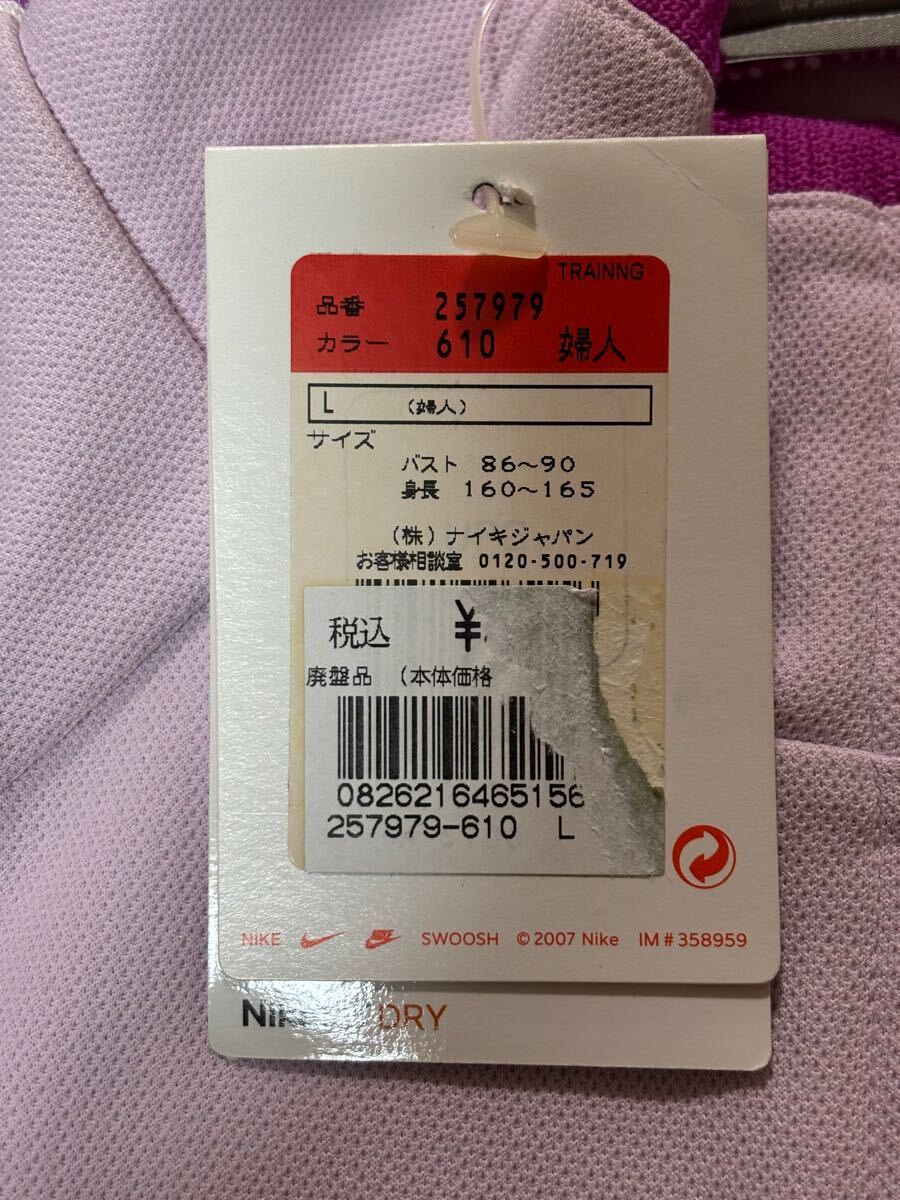 TRAINNG
品番 257979
カラー 610 婦人
L (婦人)
サイズ
バスト 86～90
身長 160～165
(株)ナイキジャパン
お客様相談室 0120-500-719
税込 ¥
廃盤品 (本体価格
0826216465156
257979-610 L
NIKE NIKE SWOOSH © 2007 Nike IM # 358959
DRY